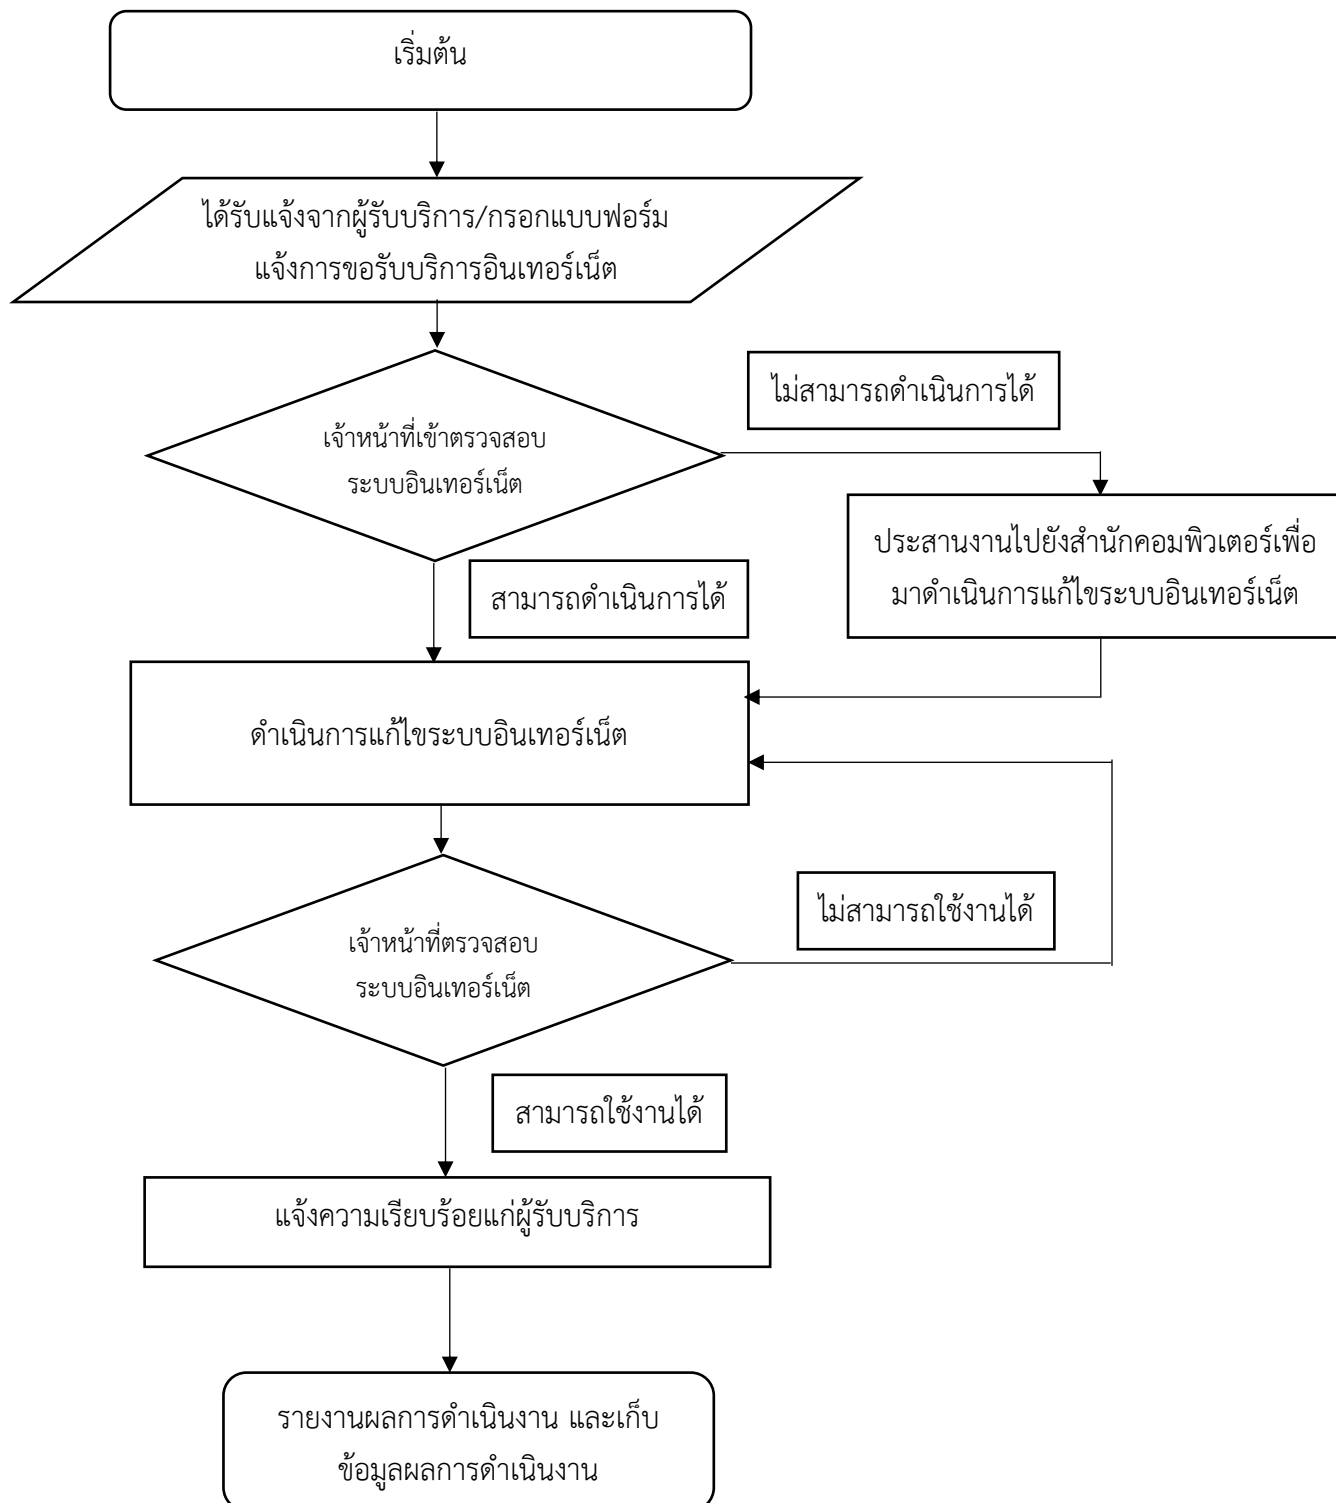 เริ่มต้น
ได้รับแจ้งจากผู้รับบริการ/กรอกแบบฟอร์ม
แจ้งการขอรับบริการอินเทอร์เน็ต
ไม่สามารถดำเนินการได้
เจ้าหน้าที่เข้าตรวจสอบ
ระบบอินเทอร์เน็ต
ประสานงานไปยังสำนักคอมพิวเตอร์เพื่อ
มาดำเนินการแก้ไขระบบอินเทอร์เน็ต
สามารถดำเนินการได้
ดำเนินการแก้ไขระบบอินเทอร์เน็ต
ไม่สามารถใช้งานได้
เจ้าหน้าที่ตรวจสอบ
ระบบอินเทอร์เน็ต
สามารถใช้งานได้
แจ้งความเรียบร้อยแก่ผู้รับบริการ
รายงานผลการดำเนินงาน และเก็บ
ข้อมูลผลการดำเนินงาน